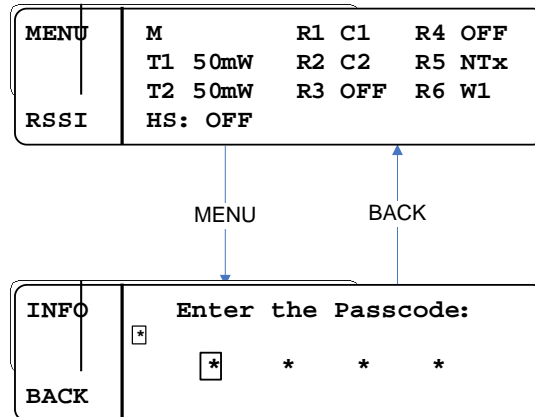 MENU M R1 C1 R4 OFF
T1 50mW R2 C2 R5 NTx
T2 50mW R3 OFF R6 W1
RSSI HS: OFF
MENU BACK
INFO Enter the Passcode:
*
* * * *
BACK